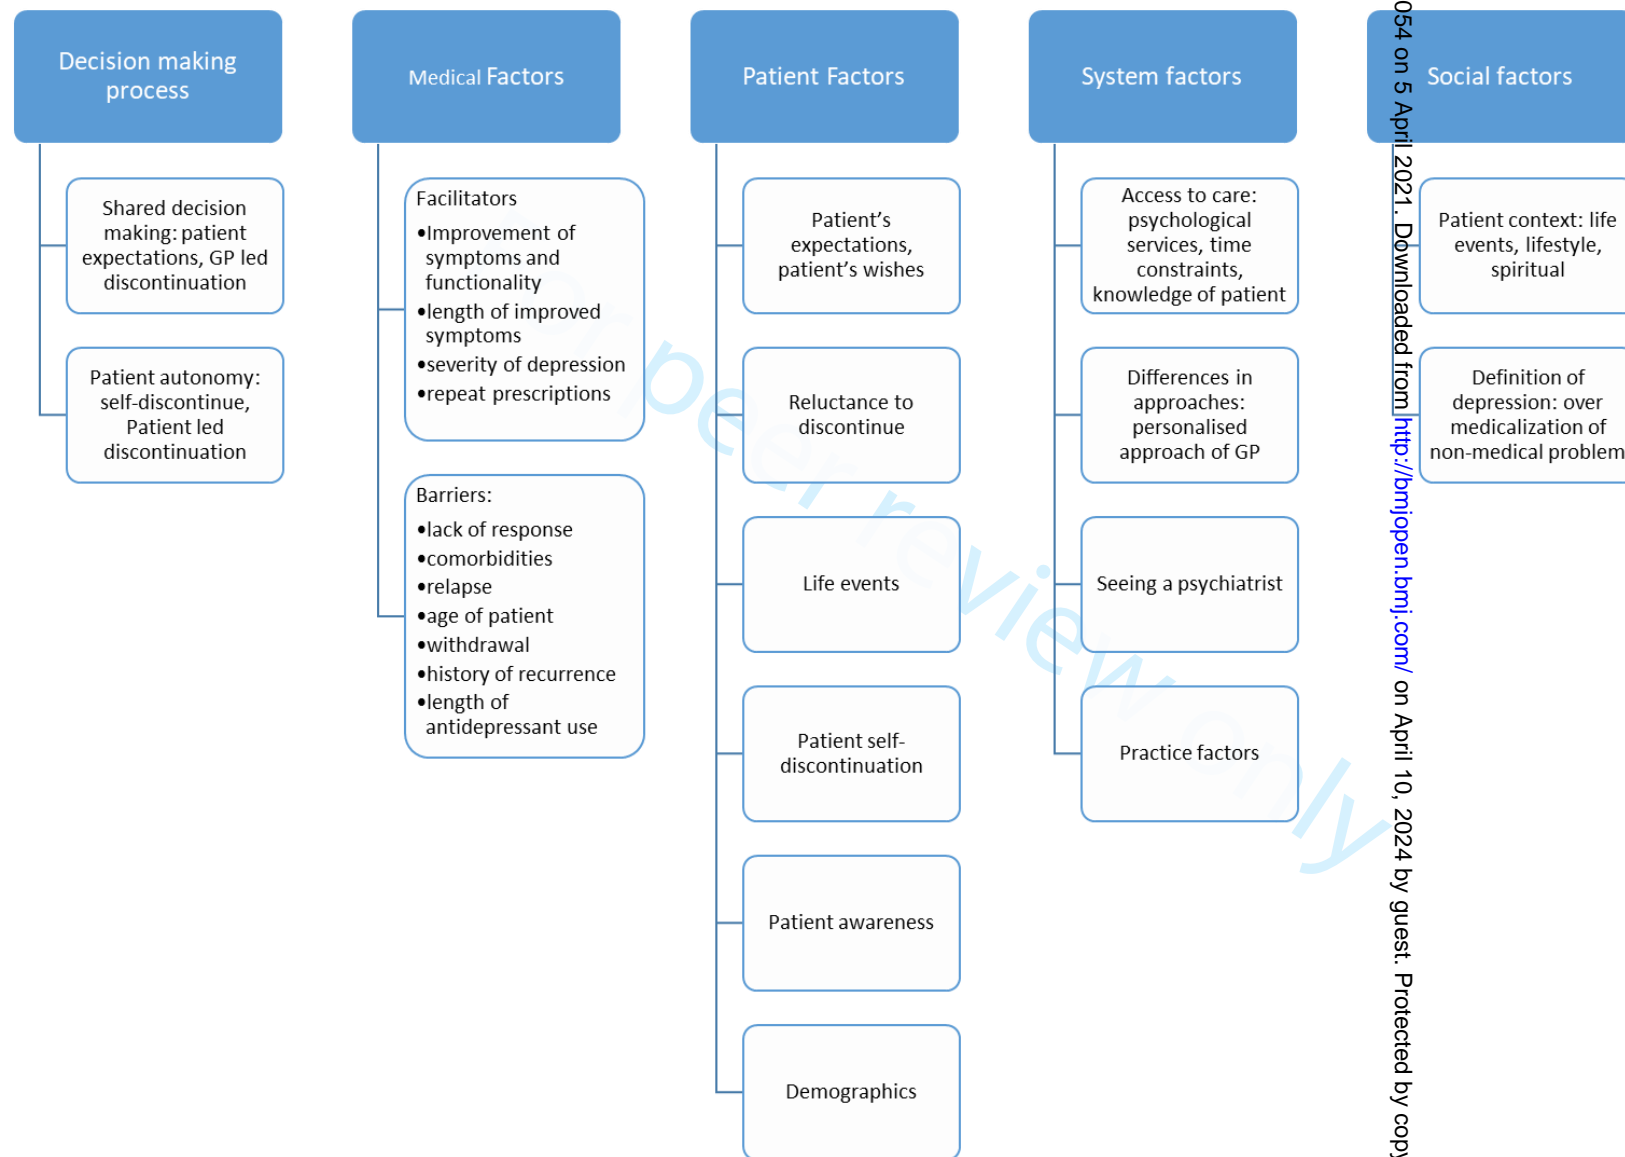 Decision making
process
Shared decision
making: patient
expectations, GP led
discontinuation
Patient autonomy:
self-discontinue,
Patient led
discontinuation
Medical Factors
Facilitators
•Improvement of
symptoms and
functionality
•length of improved
symptoms
•severity of depression
•repeat prescriptions
Barriers:
•lack of response
•comorbidities
•relapse
•age of patient
•withdrawal
•history of recurrence
•length of
antidepressant use
Patient Factors
Patient’s
expectations,
patient’s wishes
Reluctance to
discontinue
Life events
Patient self-
discontinuation
Patient awareness
Demographics
System factors
Access to care:
psychological
services, time
constraints,
knowledge of patient
Differences in
approaches:
personalised
approach of GP
Seeing a psychiatrist
Practice factors
Social factors
Patient context: life
events, lifestyle,
spiritual
Definition of
depression: over
medicalization of
non-medical problem
054 on 5 April 2021. Downloaded from http://bmjopen.bmj.com/ on April 10, 2024 by guest. Protected by copy
For peer review only